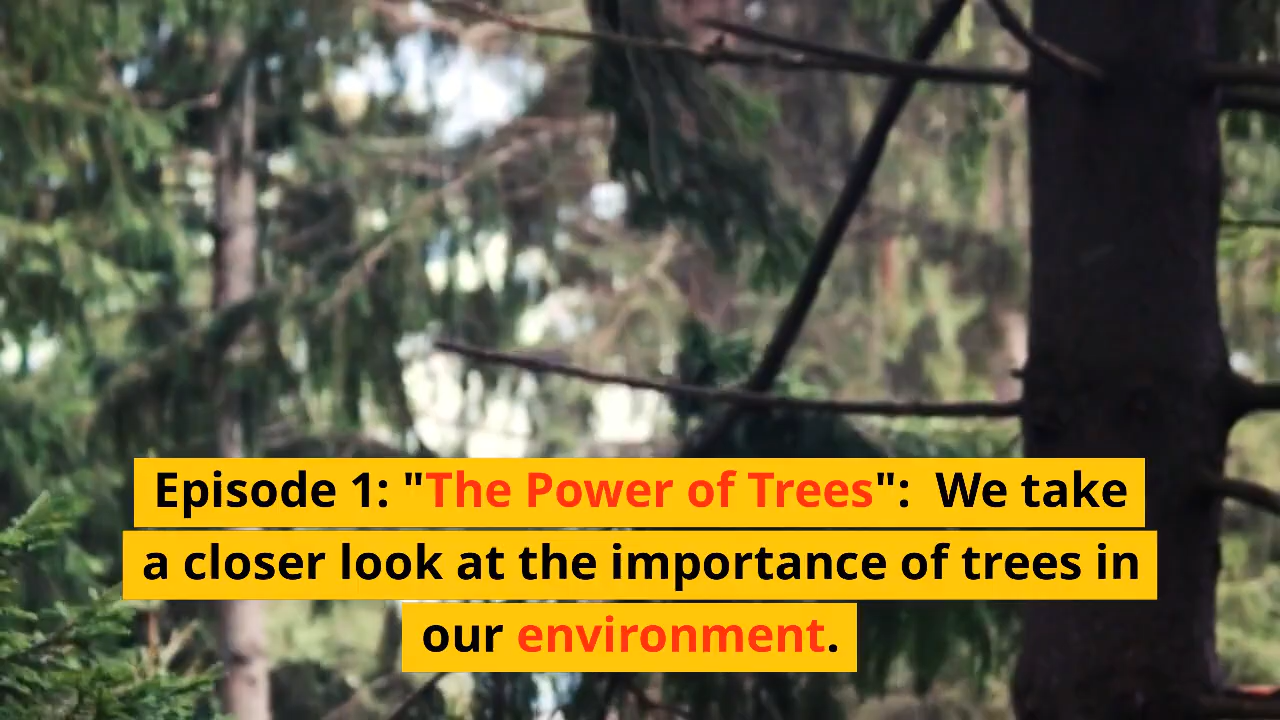 Episode 1: "The Power of Trees":  We take
a closer look at the importance of trees in
our environment.